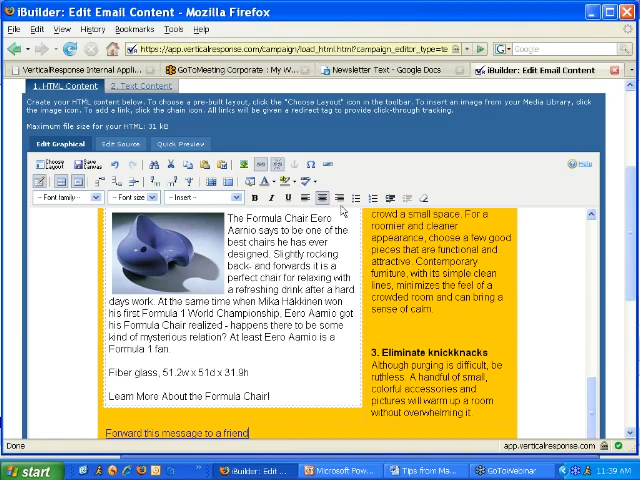 iBuilder: Edit Email Content - Mozilla Firefox
File Edit View History Bookmarks Tools Help
https://app.verticalresponse.com/campaign/load_html.html?campaign_editor_type=te
Google
VerticalResponse Internal Appli...
GoToMeeting Corporate : My W...
Newsletter Text - Google Docs
iBuilder: Edit Email Content
1. HTML Content 2. Text Content
Create your HTML content below. To choose a pre-built layout, click the "Choose Layout" icon in the toolbar. To insert an image from your Media Library, click
the image icon. To add a link, click the chain icon. All links will be given a redirect tag to provide click-through tracking.
Maximum file size for your HTML: 31 kB
Edit Graphical Edit Source Quick Preview
Choose Layout
Save Canvas
Help
-- Font family -- -- Font size -- -- Insert -- B I U
The Formula Chair Eero
Aarnio says to be one of the
best chairs he has ever
designed. Slightly rocking
back- and forwards it is a
perfect chair for relaxing with
a refreshing drink after a hard
days work. At the same time when Mika Häkkinen won
his first Formula 1 World Championship, Eero Aarnio got
his Formula Chair realized - happens there to be some
kind of mysterious relation? At least Eero Aarnio is a
Formula 1 fan.
Fiber glass, 51.2w x 51d x 31.9h
Learn More About the Formula Chair!
Forward this message to a friend
crowd a small space. For a
roomier and cleaner
appearance, choose a few good
pieces that are functional and
attractive. Contemporary
furniture, with its simple clean
lines, minimizes the feel of a
crowded room and can bring a
sense of calm.
3. Eliminate knickknacks
Although purging is difficult, be
ruthless. A handful of small,
colorful accessories and
pictures will warm up a room
without overwhelming it.
Done
app.verticalresponse.com
start
iBuilder: Edit ...
Microsoft Pow...
Tips from Ma...
GoToWebinar
11:39 AM